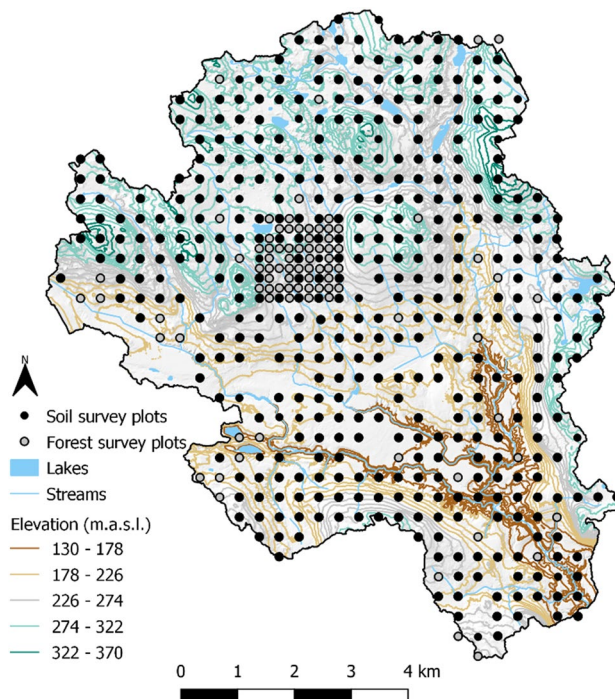 N
Soil survey plots
Forest survey plots
Lakes
Streams
Elevation (m.a.s.l.)
130 - 178
178 - 226
226 - 274
274 - 322
322 - 370
0 1 2 3 4 km